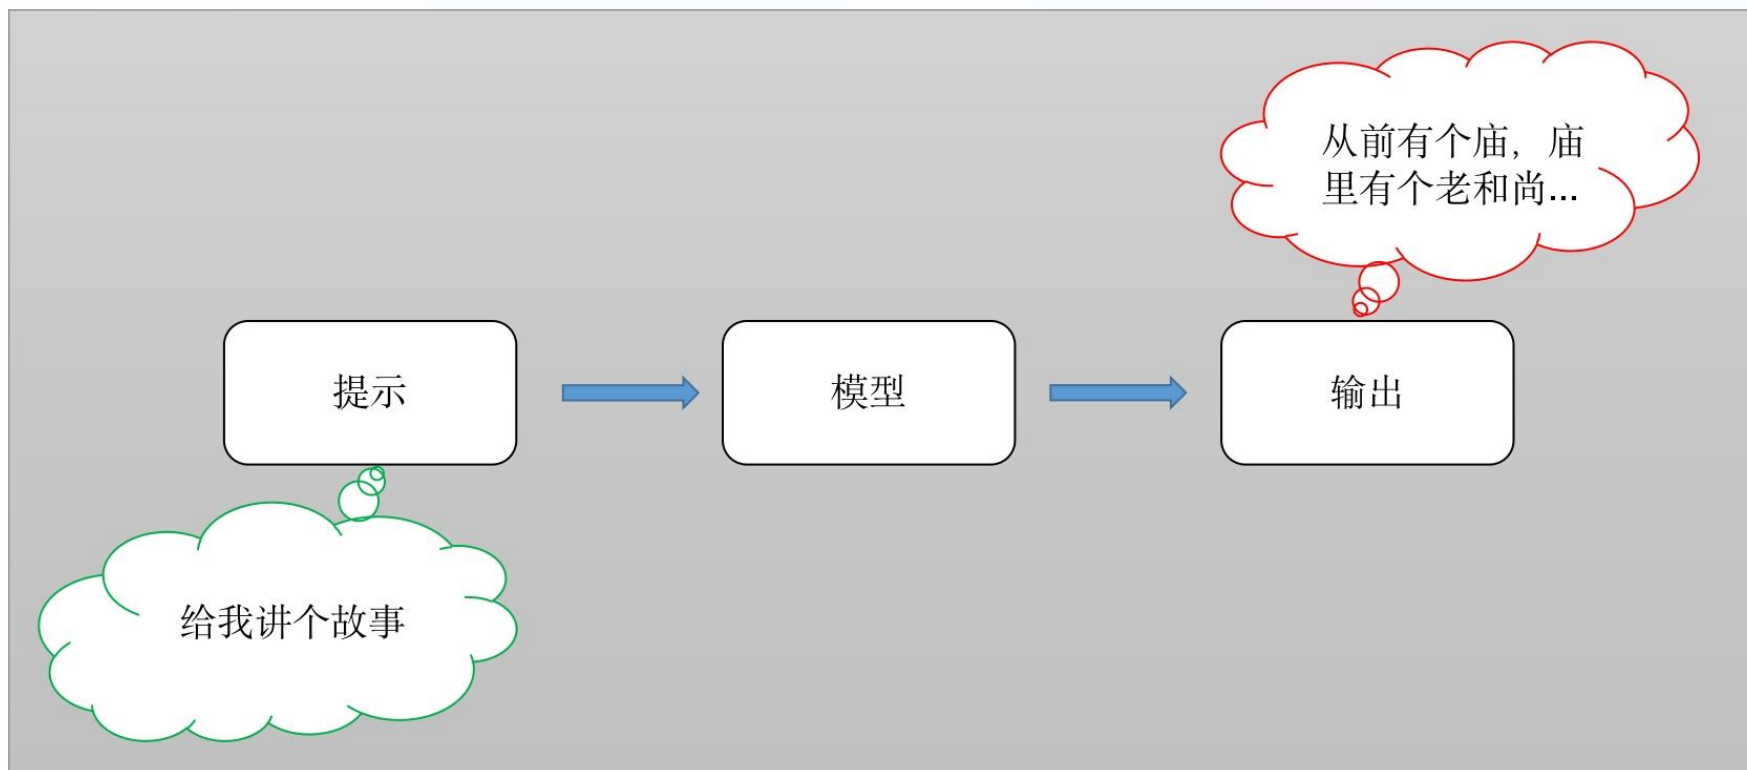 从前有个庙，庙
里有个老和尚...
提示
模型
输出
给我讲个故事